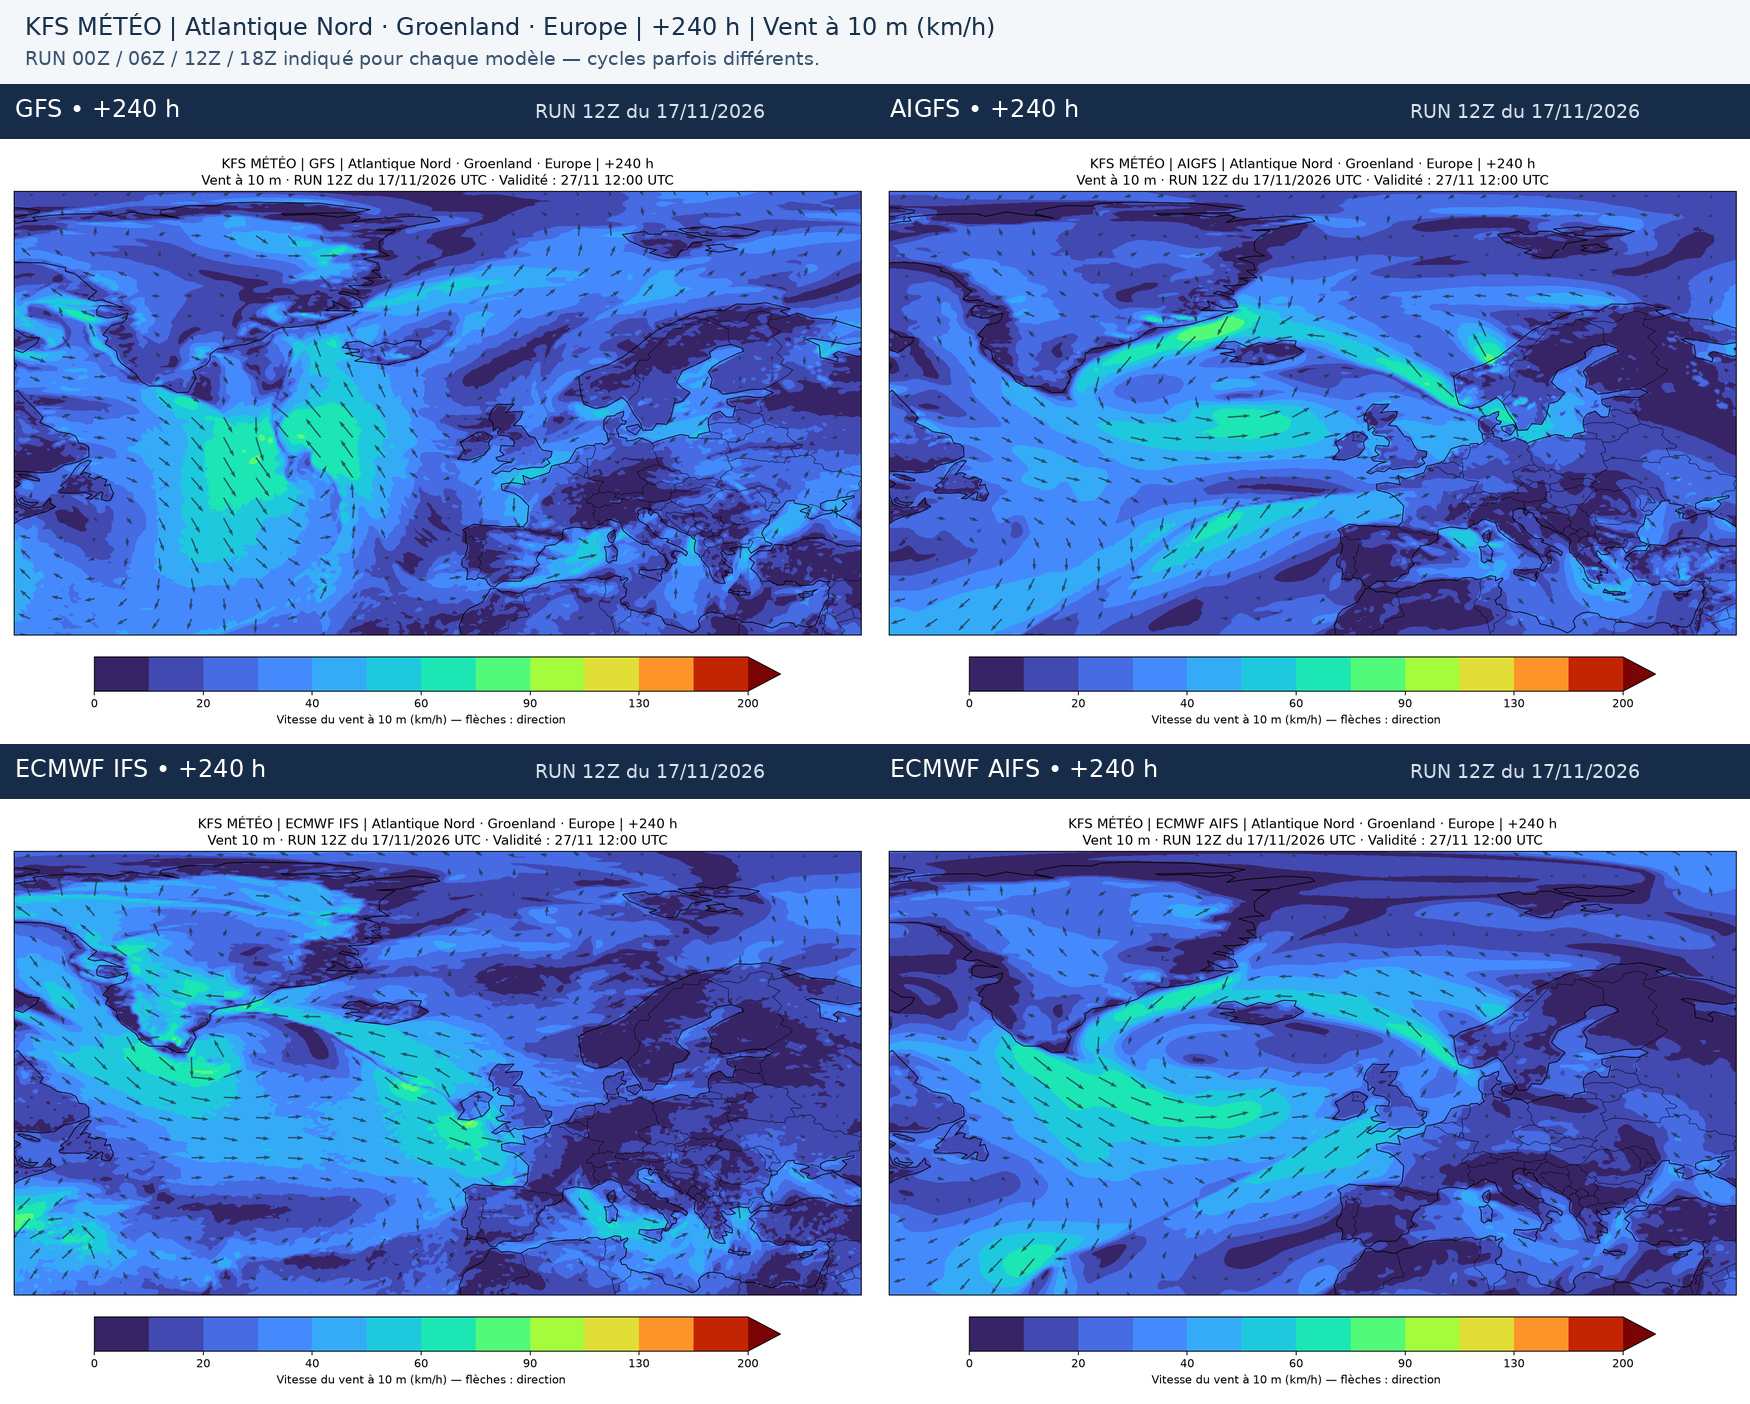 KFS MÉTÉO | Atlantique Nord · Groenland · Europe | +240 h | Vent à 10 m (km/h)
RUN 00Z / 06Z / 12Z / 18Z indiqué pour chaque modèle — cycles parfois différents.
GFS • +240 h
RUN 12Z du 17/11/2026
KFS MÉTÉO | GFS | Atlantique Nord · Groenland · Europe | +240 h
Vent à 10 m · RUN 12Z du 17/11/2026 UTC · Validité : 27/11 12:00 UTC
0 20 40 60 90 130 200
Vitesse du vent à 10 m (km/h) — flèches : direction
AIGFS • +240 h
RUN 12Z du 17/11/2026
KFS MÉTÉO | AIGFS | Atlantique Nord · Groenland · Europe | +240 h
Vent à 10 m · RUN 12Z du 17/11/2026 UTC · Validité : 27/11 12:00 UTC
0 20 40 60 90 130 200
Vitesse du vent à 10 m (km/h) — flèches : direction
ECMWF IFS • +240 h
RUN 12Z du 17/11/2026
KFS MÉTÉO | ECMWF IFS | Atlantique Nord · Groenland · Europe | +240 h
Vent 10 m · RUN 12Z du 17/11/2026 UTC · Validité : 27/11 12:00 UTC
0 20 40 60 90 130 200
Vitesse du vent à 10 m (km/h) — flèches : direction
ECMWF AIFS • +240 h
RUN 12Z du 17/11/2026
KFS MÉTÉO | ECMWF AIFS | Atlantique Nord · Groenland · Europe | +240 h
Vent 10 m · RUN 12Z du 17/11/2026 UTC · Validité : 27/11 12:00 UTC
0 20 40 60 90 130 200
Vitesse du vent à 10 m (km/h) — flèches : direction